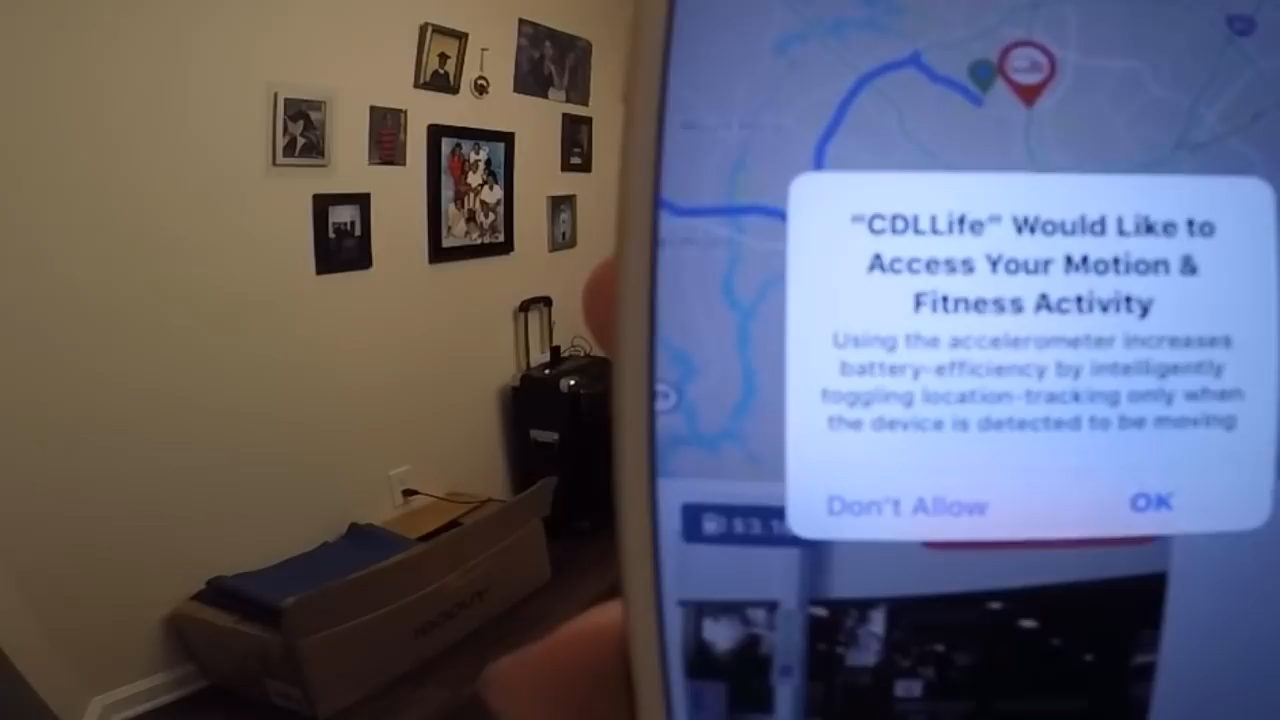 "CDLLife" Would Like to
Access Your Motion &
Fitness Activity
Using the accelerometer increases
battery-efficiency by intelligently
toggling location-tracking only when
the device is detected to be moving
Don't Allow
OK